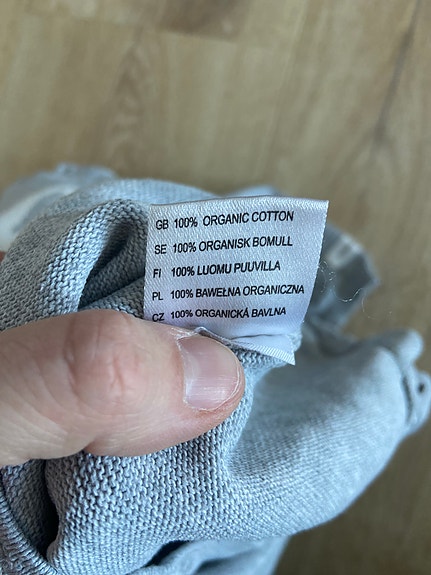 GB 100% ORGANIC COTTON
SE 100% ORGANISK BOMULL
FI 100% LUOMU PUUVILLA
PL 100% BAWEŁNA ORGANICZNA
CZ 100% ORGANICKÁ BAVLNA